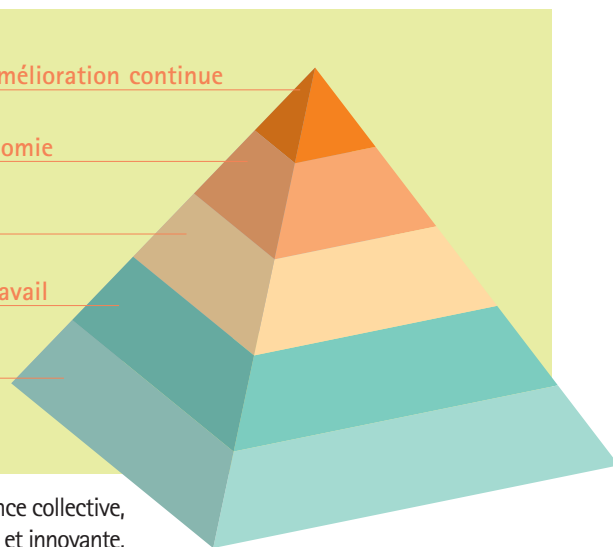 mélioration continue
omie
avail
nce collective,
et innovante.